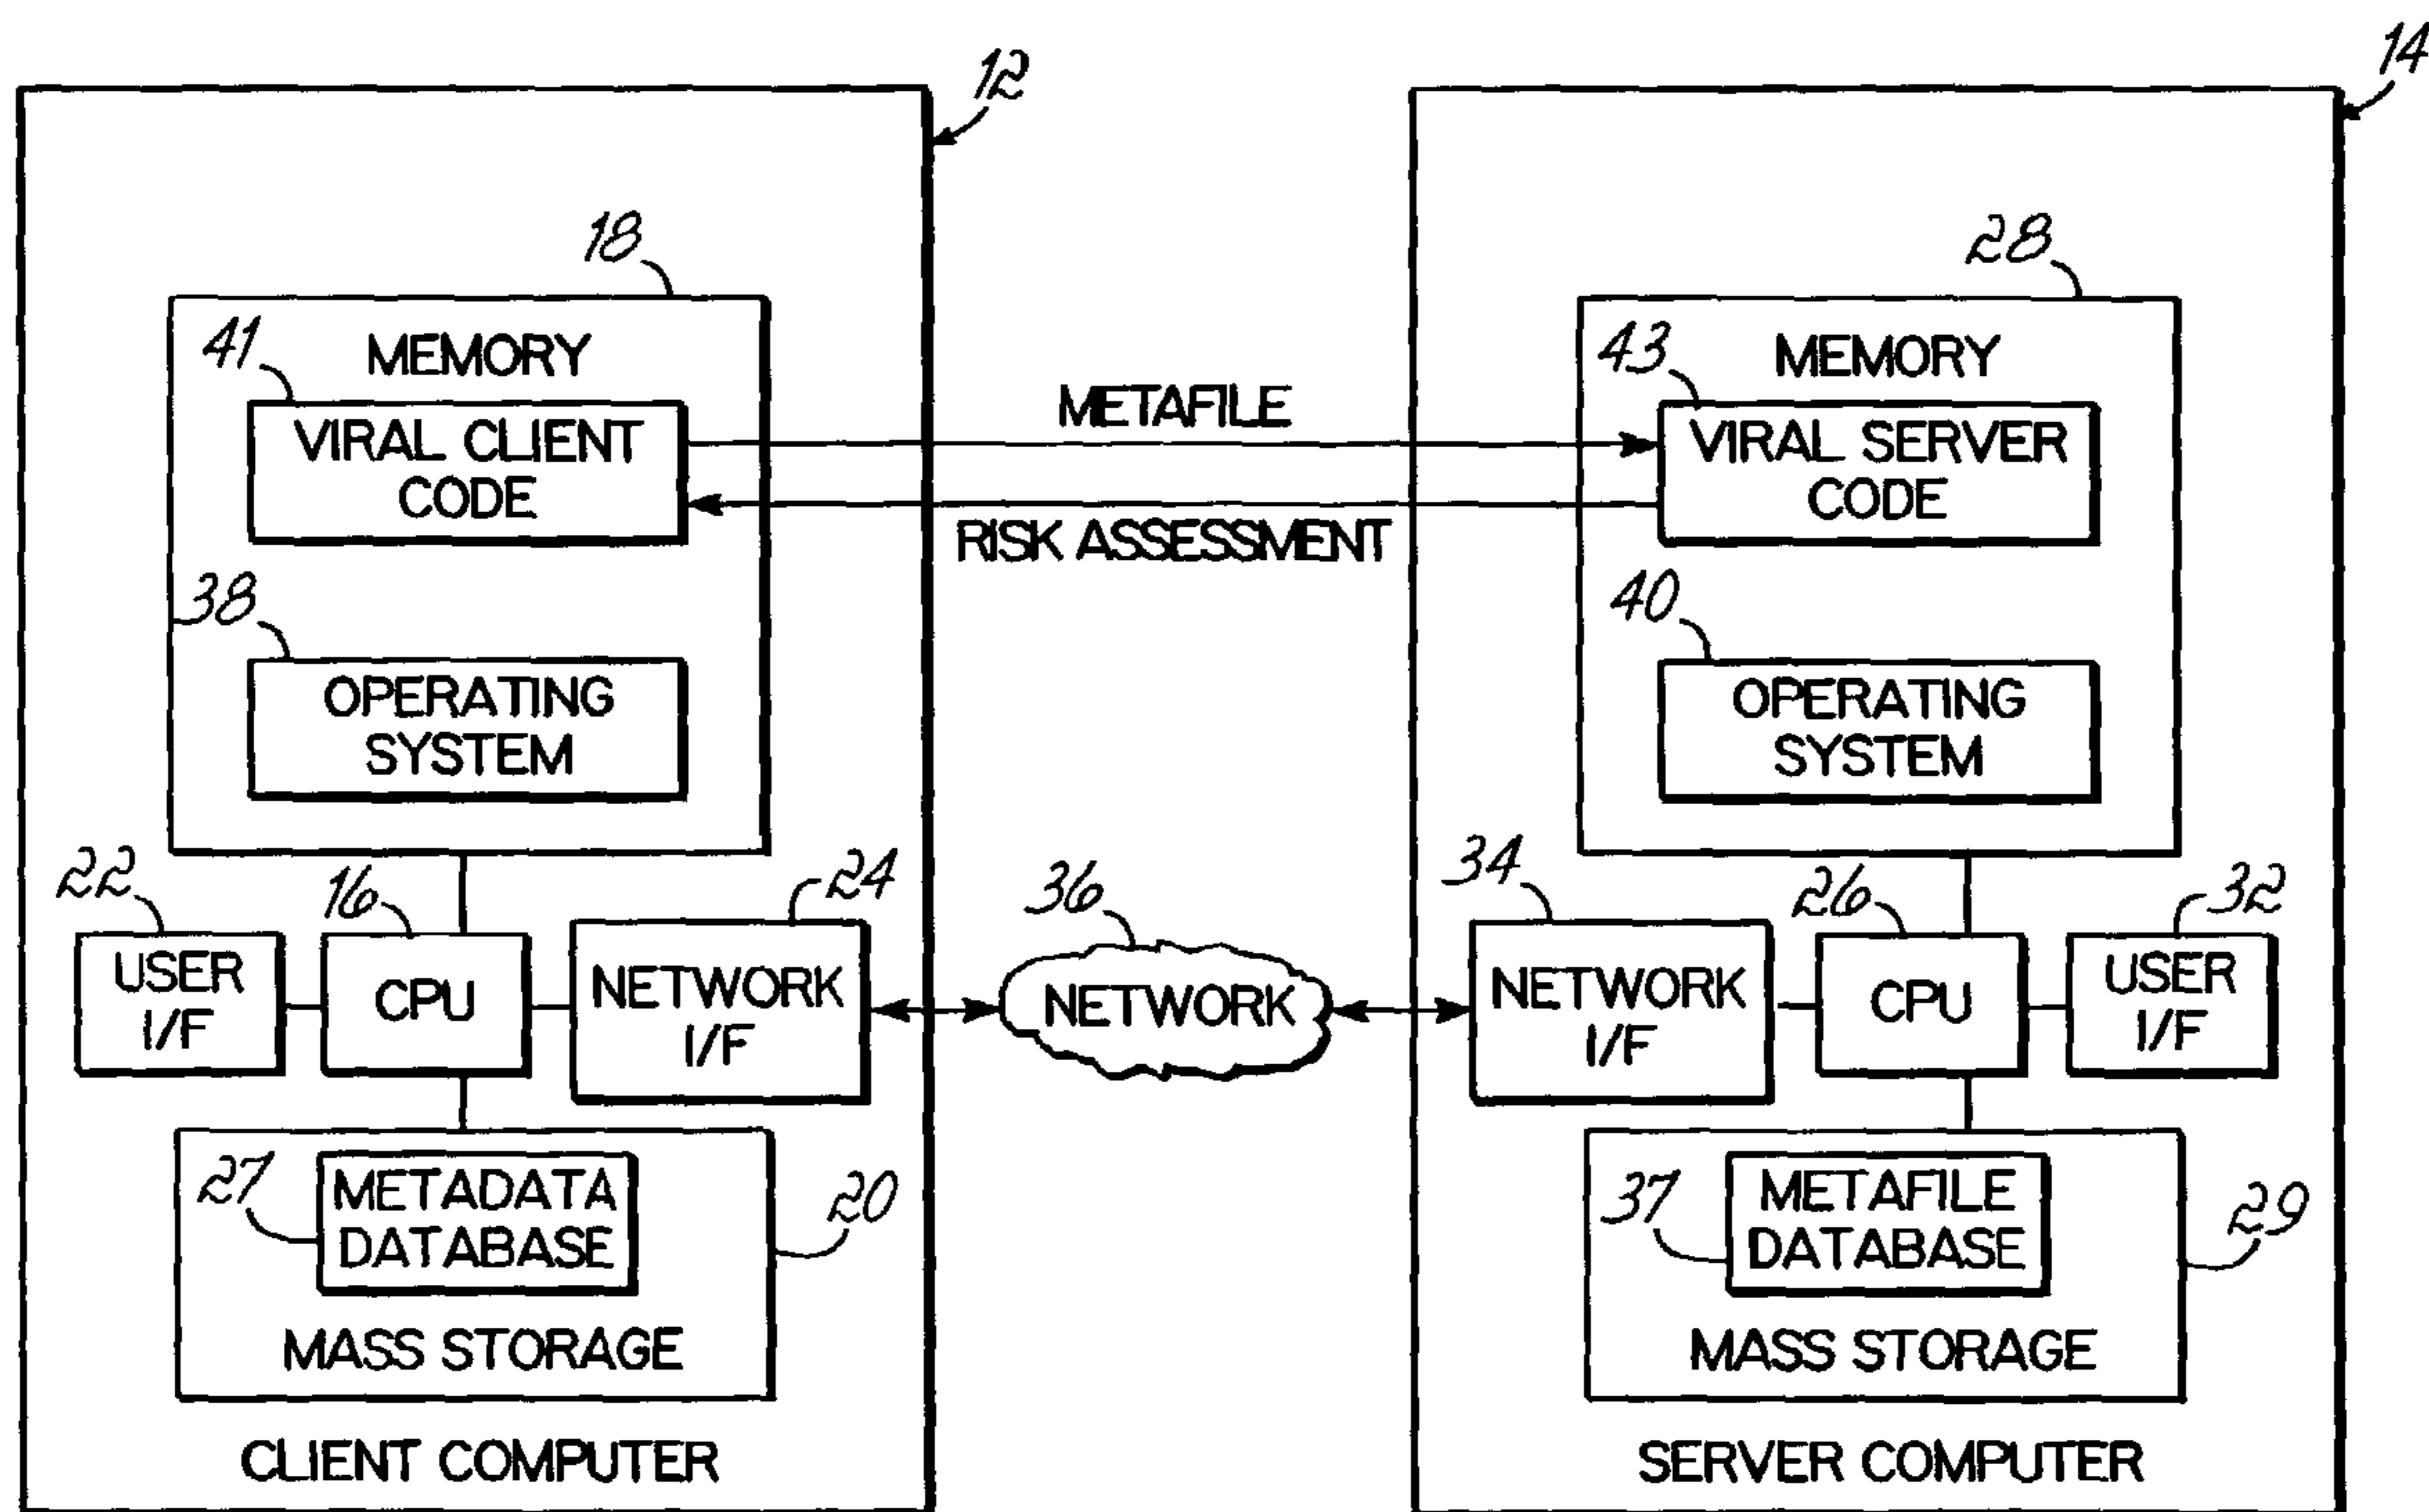 12
14
18
28
41
MEMORY
VIRAL CLIENT
CODE
METAFILE
RISK ASSESSMENT
43
MEMORY
VIRAL SERVER
CODE
38
OPERATING
SYSTEM
40
OPERATING
SYSTEM
22
USER
I/F
16
CPU
24
NETWORK
I/F
36
NETWORK
34
NETWORK
I/F
26
CPU
32
USER
I/F
27
METADATA
DATABASE
20
MASS STORAGE
37
METAFILE
DATABASE
29
MASS STORAGE
CLIENT COMPUTER
SERVER COMPUTER